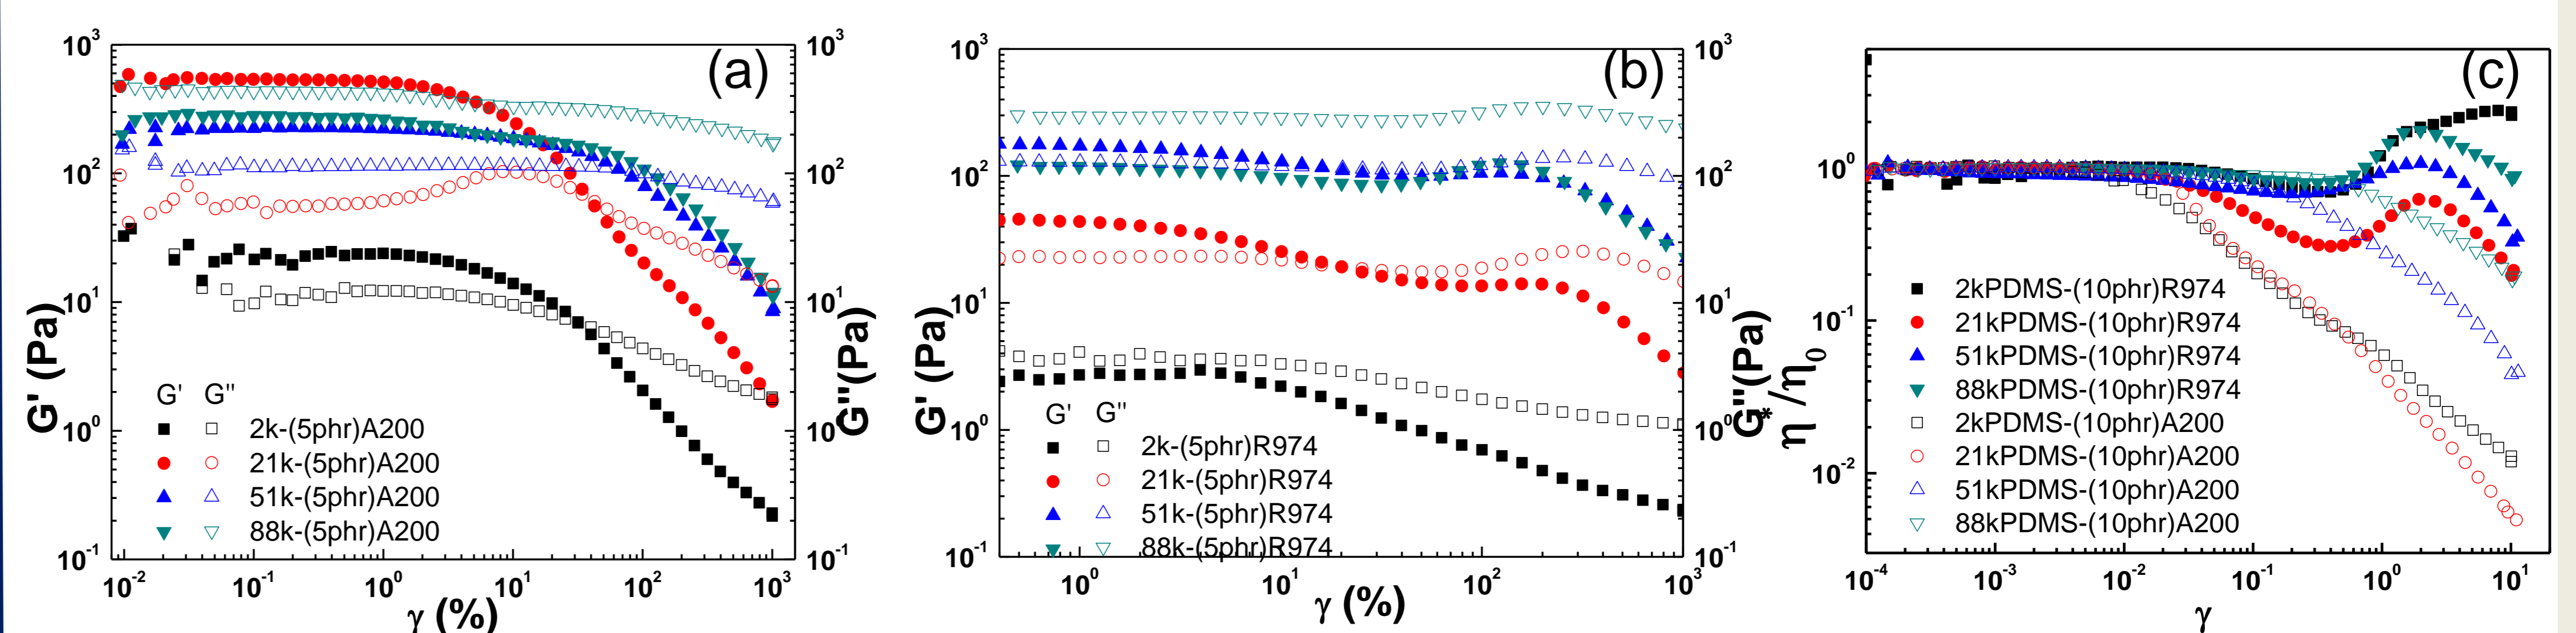 (a)
10³
10²
10¹
10⁰
10⁻¹
G' (Pa)
10³
10²
10¹
10⁰
10⁻¹
G''(Pa)
G' G''
2k-(5phr)A200
21k-(5phr)A200
51k-(5phr)A200
88k-(5phr)A200
10⁻² 10⁻¹ 10⁰ 10¹ 10² 10³
γ (%)
(b)
10³
10²
10¹
10⁰
10⁻¹
G' (Pa)
10³
10²
10¹
10⁰
10⁻¹
G''(Pa)
G' G''
2k-(5phr)R974
21k-(5phr)R974
51k-(5phr)R974
88k-(5phr)R974
10⁰ 10¹ 10² 10³
γ (%)
(c)
10⁰
10⁻¹
10⁻²
η*/η₀
2kPDMS-(10phr)R974
21kPDMS-(10phr)R974
51kPDMS-(10phr)R974
88kPDMS-(10phr)R974
2kPDMS-(10phr)A200
21kPDMS-(10phr)A200
51kPDMS-(10phr)A200
88kPDMS-(10phr)A200
10⁻⁴ 10⁻³ 10⁻² 10⁻¹ 10⁰ 10¹
γ